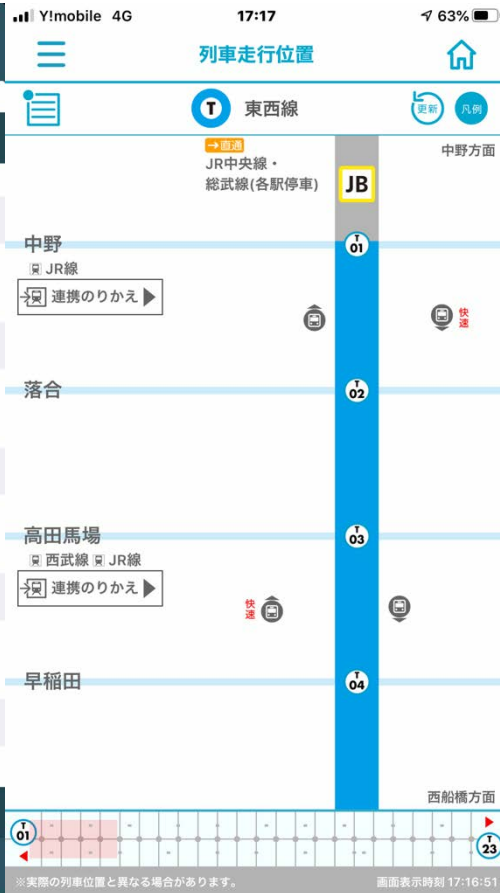 Y!mobile 4G 17:17 63%
列車走行位置
T 東西線 更新 凡例
→直通
JR中央線・
総武線(各駅停車)
JB
中野方面
中野
T
01
JR線
連携のりかえ
快速
落合
T
02
高田馬場
T
03
西武線 JR線
連携のりかえ
快速
早稲田
T
04
西船橋方面
T
01
T
23
※実際の列車位置と異なる場合があります。 画面表示時刻 17:16:51